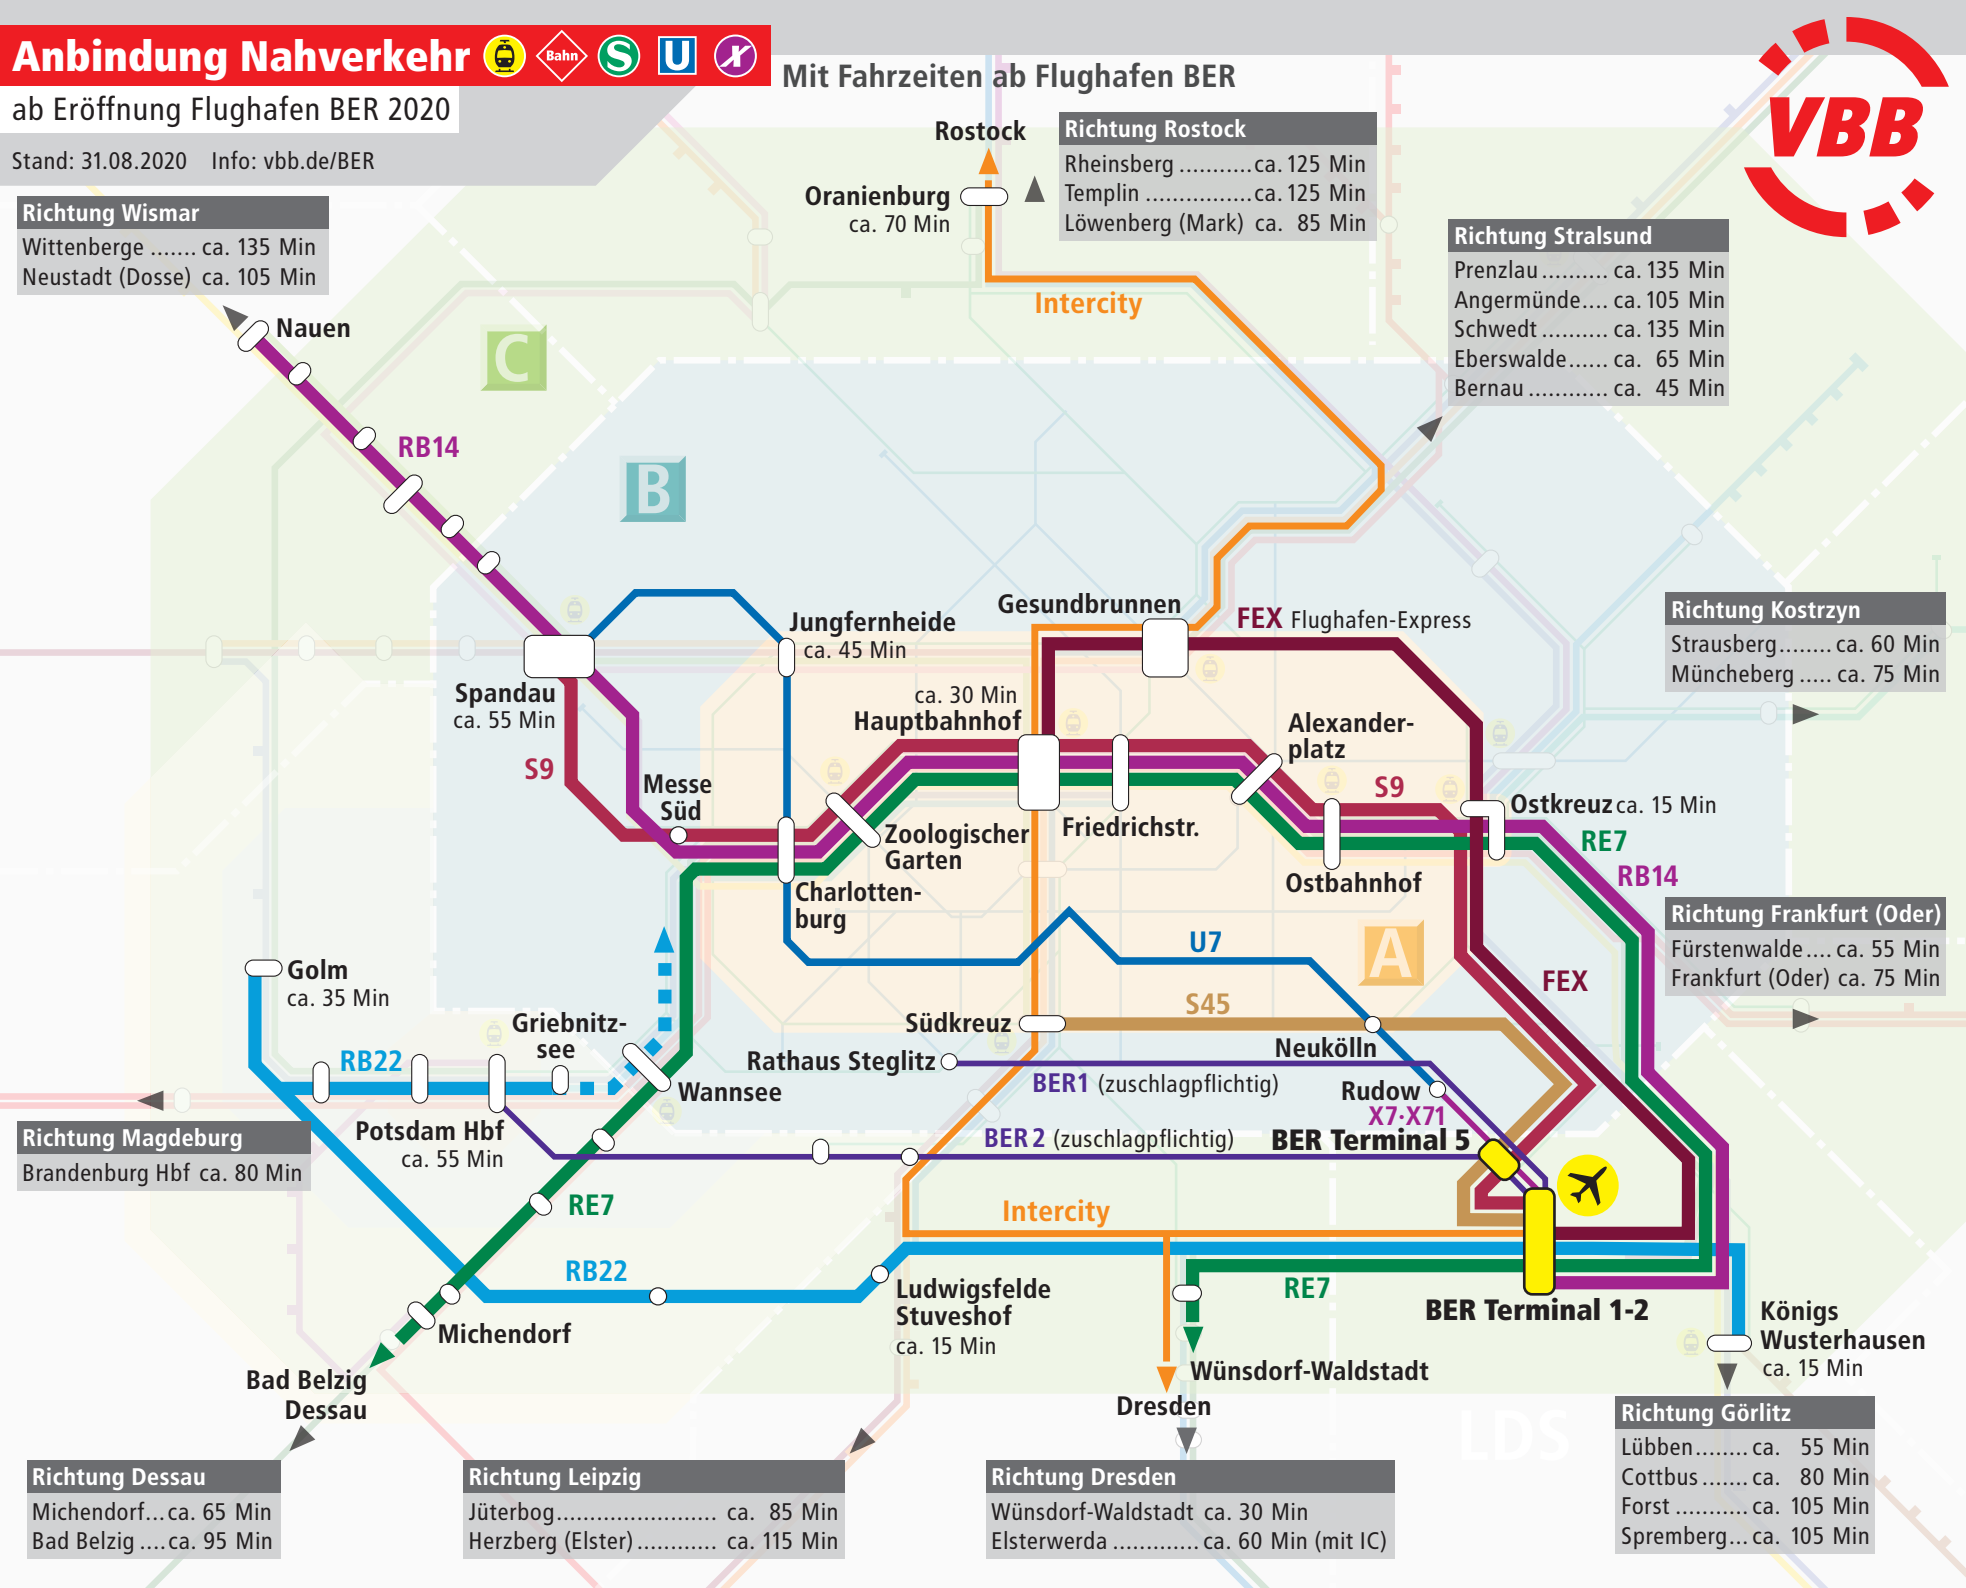 Anbindung Nahverkehr Bahn S U X
ab Eröffnung Flughafen BER 2020
Stand: 31.08.2020 Info: vbb.de/BER
Mit Fahrzeiten ab Flughafen BER
VBB
Richtung Wismar
Wittenberge ....... ca. 135 Min
Neustadt (Dosse) ca. 105 Min
Rostock
Oranienburg
ca. 70 Min
Richtung Rostock
Rheinsberg ...........ca. 125 Min
Templin ................ca. 125 Min
Löwenberg (Mark) ca. 85 Min
Richtung Stralsund
Prenzlau .......... ca. 135 Min
Angermünde.... ca. 105 Min
Schwedt .......... ca. 135 Min
Eberswalde...... ca. 65 Min
Bernau ............ ca. 45 Min
Intercity
Nauen
C
RB14
B
Gesundbrunnen
FEX Flughafen-Express
Jungfernheide
ca. 45 Min
Richtung Kostrzyn
Strausberg........ ca. 60 Min
Müncheberg ..... ca. 75 Min
Spandau
ca. 55 Min
ca. 30 Min
Hauptbahnhof
Alexander-
platz
S9
Messe
Süd
S9
Ostkreuz ca. 15 Min
Zoologischer
Garten
Friedrichstr.
RE7
RB14
Ostbahnhof
Charlotten-
burg
Richtung Frankfurt (Oder)
Fürstenwalde.... ca. 55 Min
Frankfurt (Oder) ca. 75 Min
U7
A
FEX
Golm
ca. 35 Min
S45
Griebnitz-
see
Südkreuz
RB22
Neukölln
Rathaus Steglitz
BER1 (zuschlagpflichtig)
Wannsee
Rudow
X7·X71
Richtung Magdeburg
Brandenburg Hbf ca. 80 Min
Potsdam Hbf
ca. 55 Min
BER2 (zuschlagpflichtig)
BER Terminal 5
RE7
Intercity
RB22
Ludwigsfelde
Stuveshof
ca. 15 Min
RE7
BER Terminal 1-2
Königs
Wusterhausen
ca. 15 Min
Michendorf
Bad Belzig
Dessau
Wünsdorf-Waldstadt
Dresden
LDS
Richtung Görlitz
Lübben........ ca. 55 Min
Cottbus ....... ca. 80 Min
Forst ........... ca. 105 Min
Spremberg... ca. 105 Min
Richtung Dessau
Michendorf...ca. 65 Min
Bad Belzig ....ca. 95 Min
Richtung Leipzig
Jüterbog........................ ca. 85 Min
Herzberg (Elster)............ ca. 115 Min
Richtung Dresden
Wünsdorf-Waldstadt ca. 30 Min
Elsterwerda .............ca. 60 Min (mit IC)